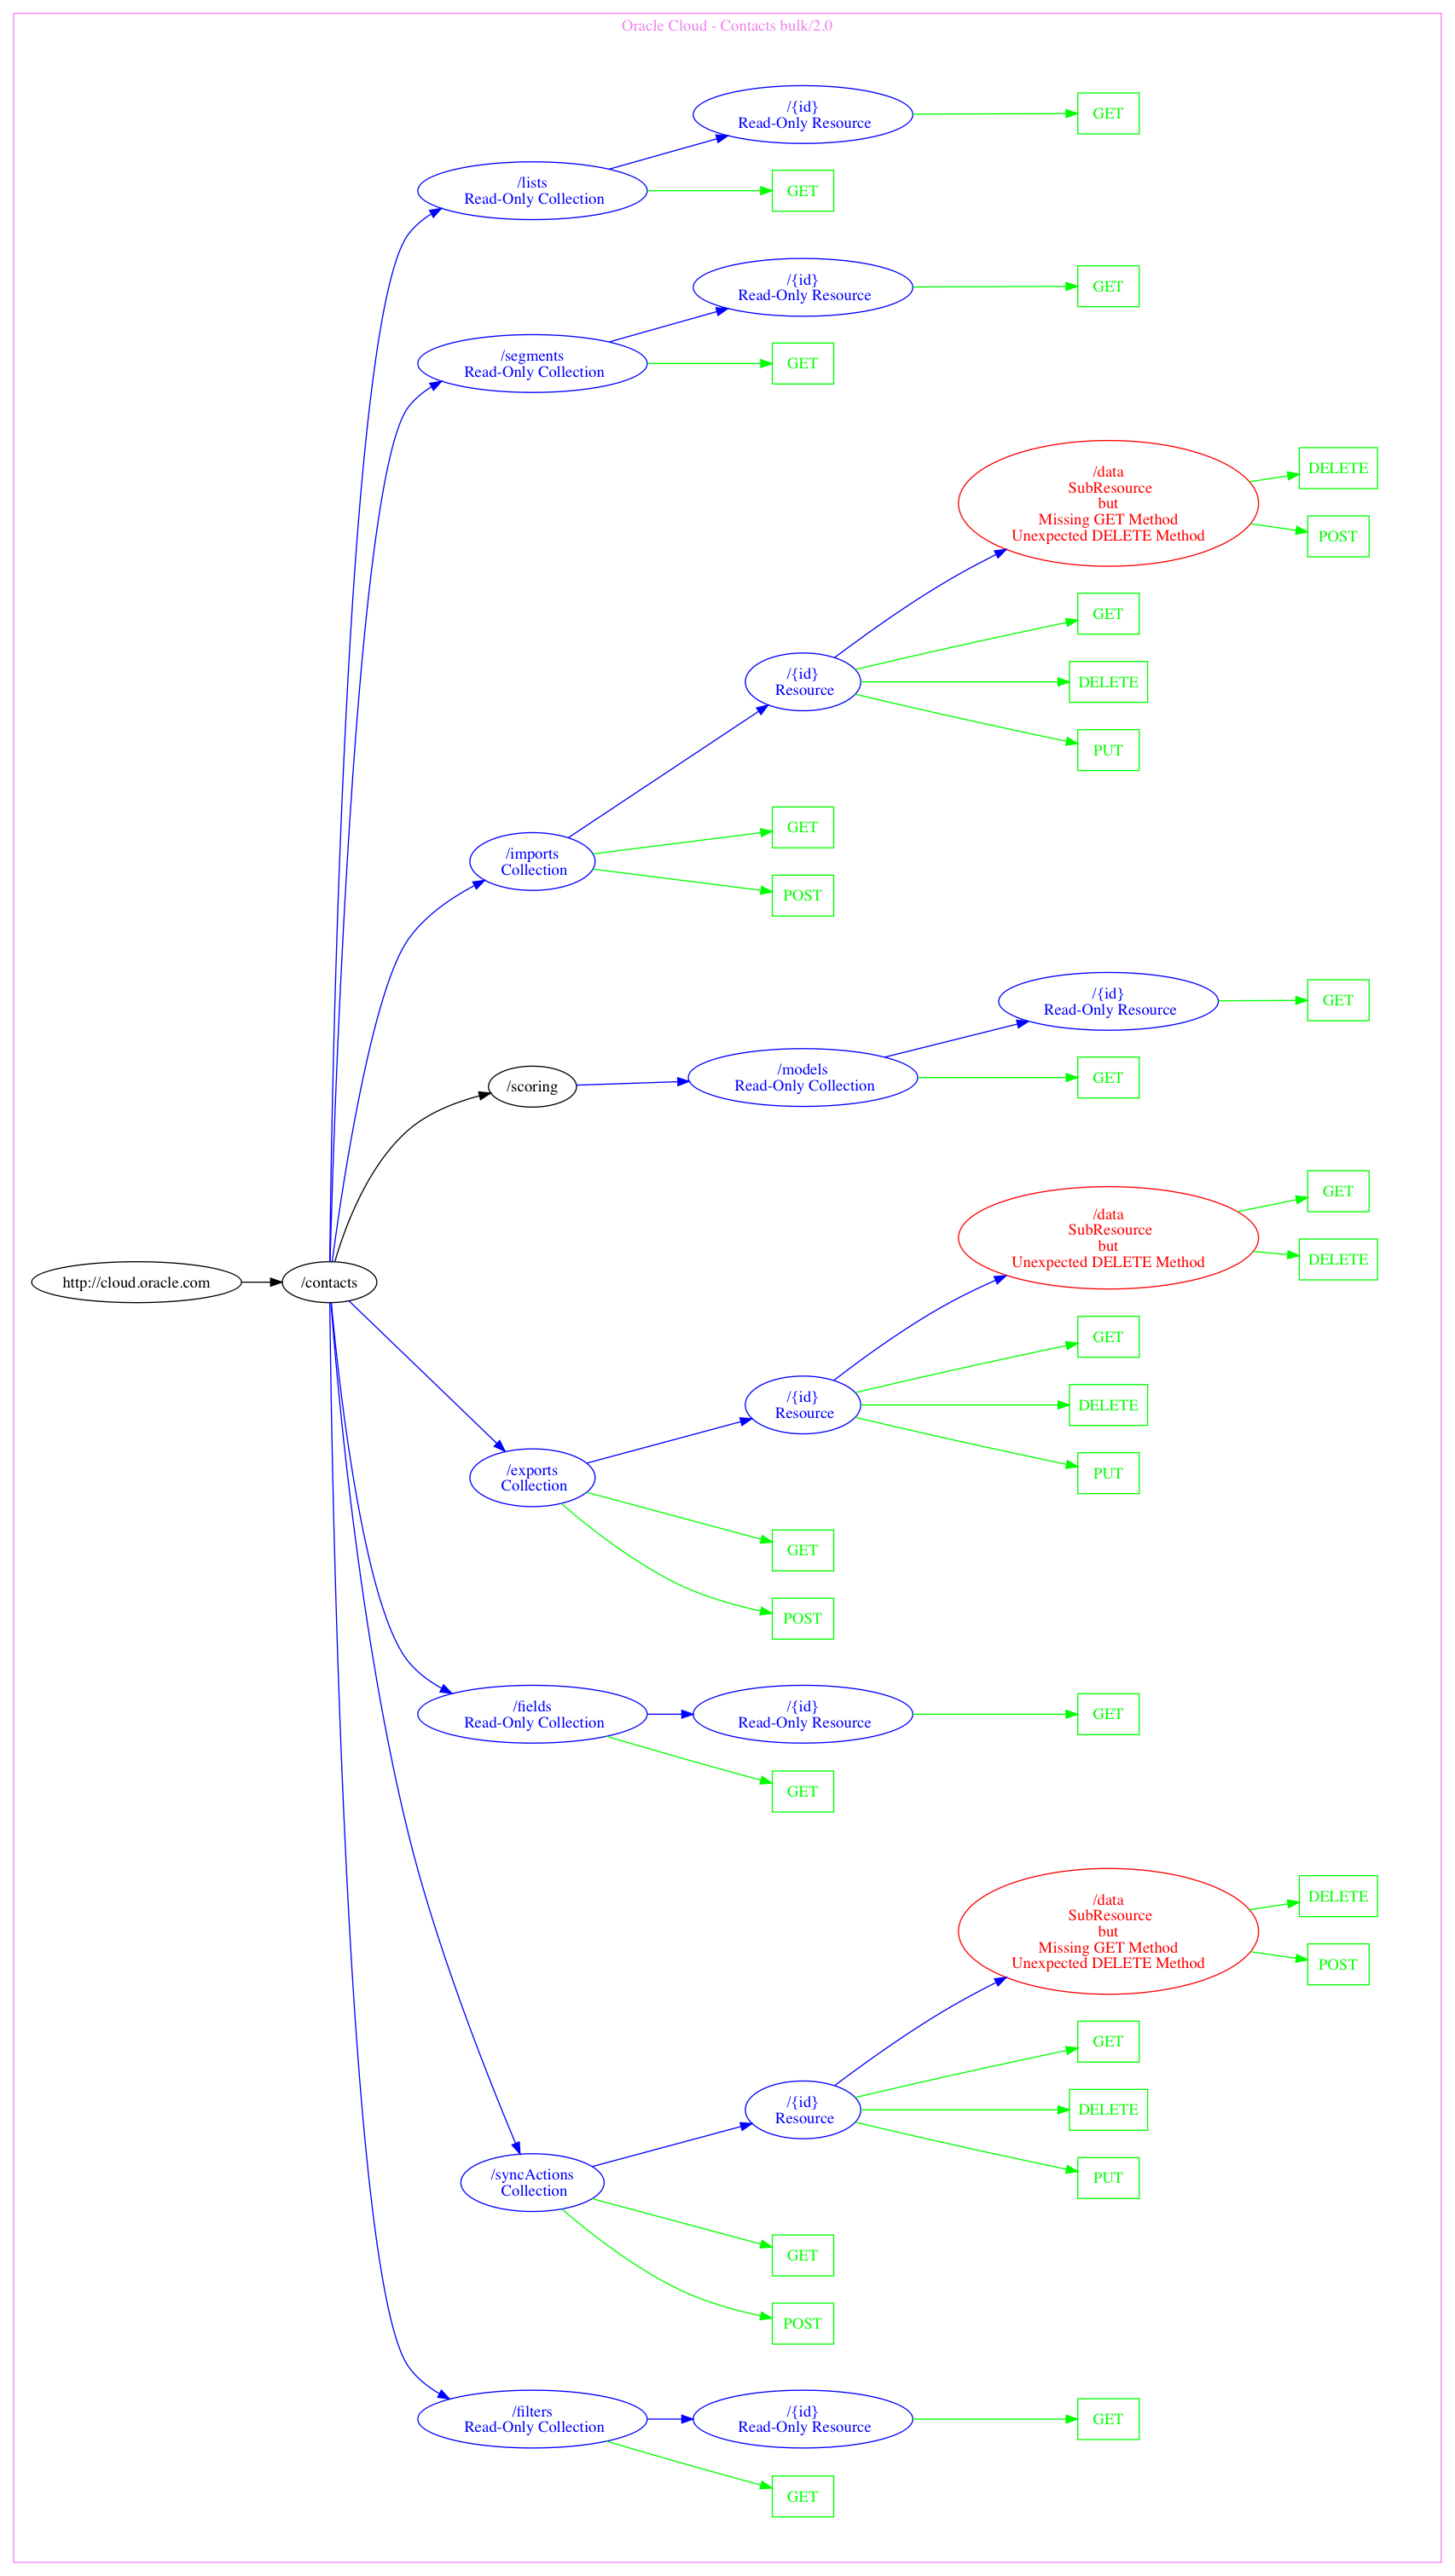 Oracle Cloud - Contacts bulk/2.0
/{id}
Read-Only Resource
GET
/lists
Read-Only Collection
GET
/{id}
Read-Only Resource
GET
/segments
Read-Only Collection
GET
/data
SubResource
but
Missing GET Method
Unexpected DELETE Method
DELETE
POST
GET
/{id}
Resource
DELETE
PUT
/imports
Collection
GET
POST
/{id}
Read-Only Resource
GET
/scoring
/models
Read-Only Collection
GET
/data
SubResource
but
Unexpected DELETE Method
GET
DELETE
http://cloud.oracle.com
/contacts
GET
/{id}
Resource
DELETE
PUT
/exports
Collection
GET
POST
/fields
Read-Only Collection
/{id}
Read-Only Resource
GET
GET
/data
SubResource
but
Missing GET Method
Unexpected DELETE Method
DELETE
POST
GET
/{id}
Resource
DELETE
PUT
/syncActions
Collection
GET
POST
/filters
Read-Only Collection
/{id}
Read-Only Resource
GET
GET